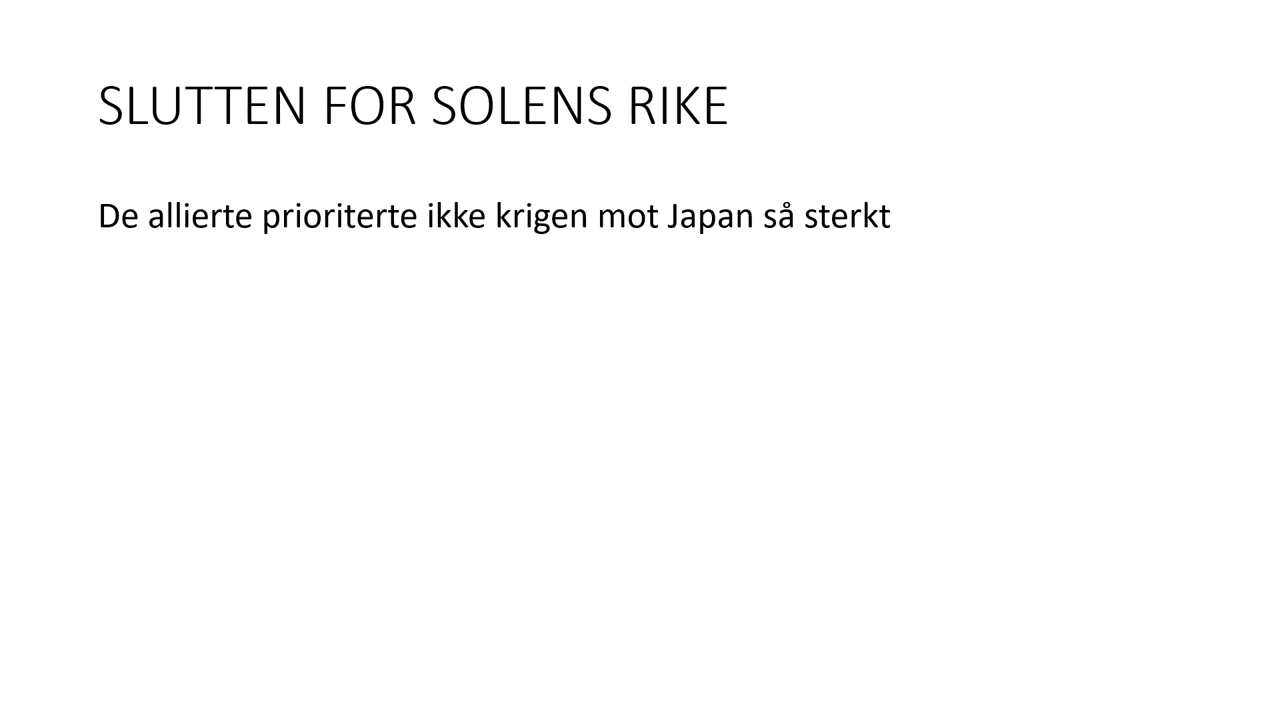 SLUTTEN FOR SOLENS RIKE
De allierte prioriterte ikke krigen mot Japan så sterkt